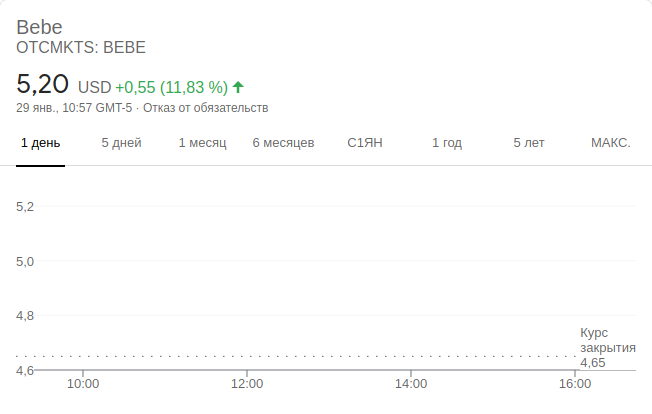 Bebe
OTCMKTS: BEBE
5,20 USD +0,55 (11,83 %)
29 янв., 10:57 GMT-5 · Отказ от обязательств
1 день 5 дней 1 месяц 6 месяцев С1ЯН 1 год 5 лет МАКС.
5,2
5,0
4,8
Курс
закрытия
4,65
4,6
10:00 12:00 14:00 16:00